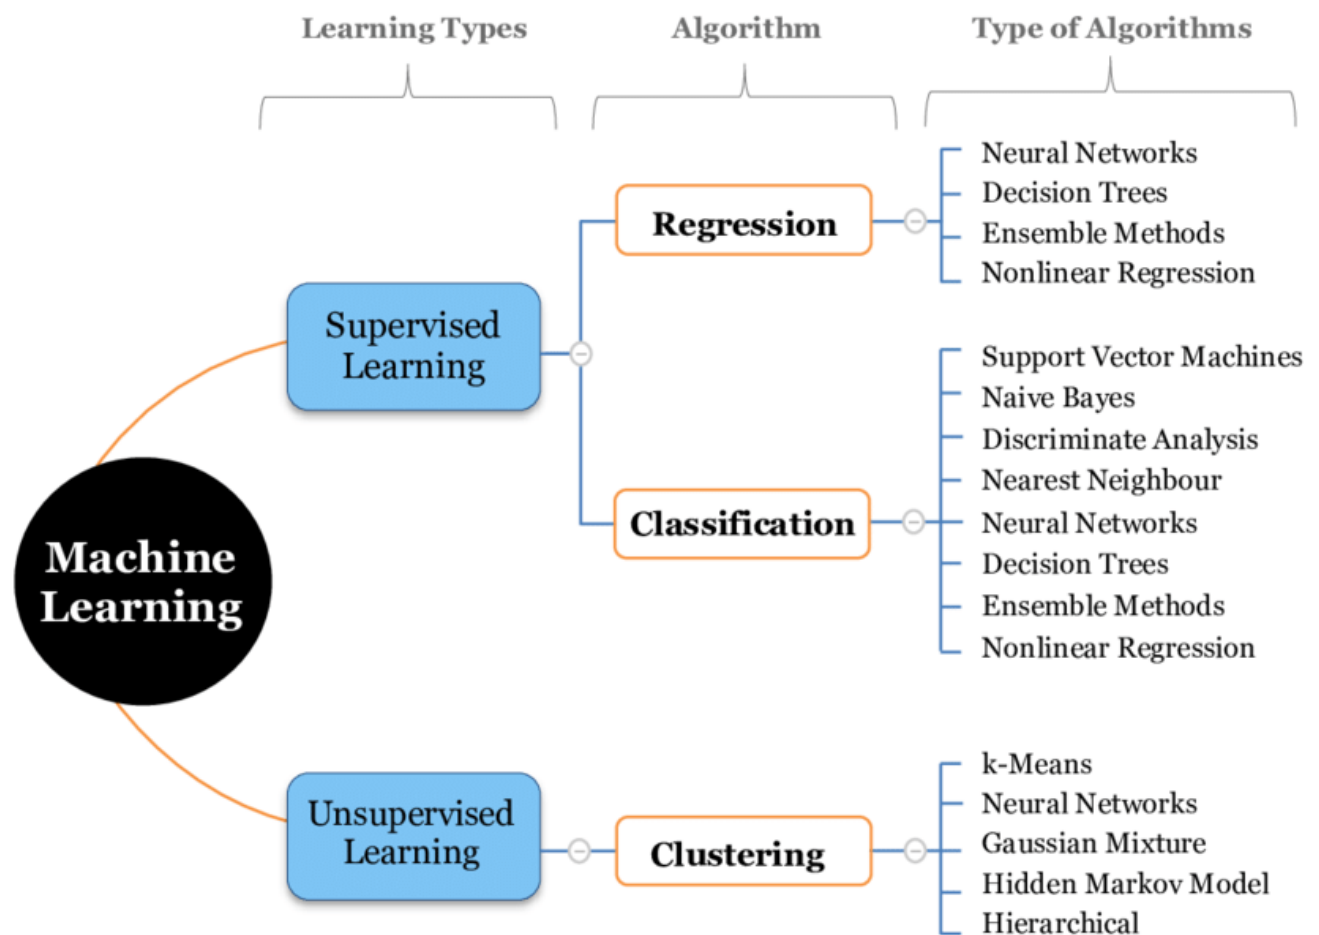 Learning Types
Algorithm
Type of Algorithms
Machine
Learning
Supervised
Learning
Regression
Neural Networks
Decision Trees
Ensemble Methods
Nonlinear Regression
Classification
Support Vector Machines
Naive Bayes
Discriminate Analysis
Nearest Neighbour
Neural Networks
Decision Trees
Ensemble Methods
Nonlinear Regression
Unsupervised
Learning
Clustering
k-Means
Neural Networks
Gaussian Mixture
Hidden Markov Model
Hierarchical